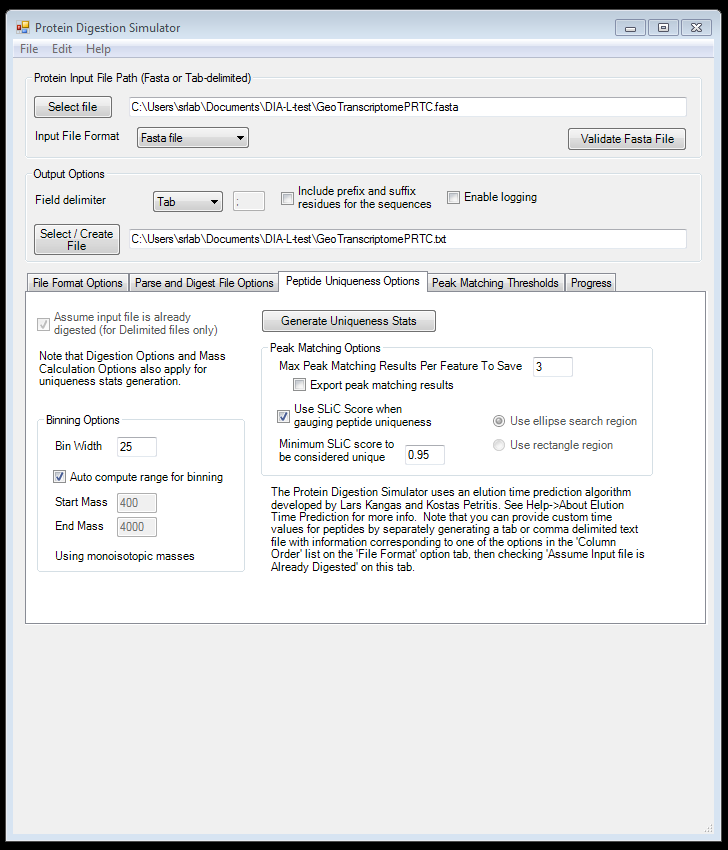 Protein Digestion Simulator
File Edit Help
Protein Input File Path (Fasta or Tab-delimited)
Select file
C:\Users\srlab\Documents\DIA-L-test\GeoTranscriptomePRTC.fasta
Input File Format
Fasta file
Validate Fasta File
Output Options
Field delimiter
Tab
;
Include prefix and suffix
residues for the sequences
Enable logging
Select / Create
File
C:\Users\srlab\Documents\DIA-L-test\GeoTranscriptomePRTC.txt
File Format Options
Parse and Digest File Options
Peptide Uniqueness Options
Peak Matching Thresholds
Progress
Assume input file is already
digested (for Delimited files only)
Note that Digestion Options and Mass
Calculation Options also apply for
uniqueness stats generation.
Binning Options
Bin Width
25
Auto compute range for binning
Start Mass
400
End Mass
4000
Using monoisotopic masses
Generate Uniqueness Stats
Peak Matching Options
Max Peak Matching Results Per Feature To Save
3
Export peak matching results
Use SLiC Score when
gauging peptide uniqueness
Minimum SLiC score to
be considered unique
0.95
Use ellipse search region
Use rectangle region
The Protein Digestion Simulator uses an elution time prediction algorithm
developed by Lars Kangas and Kostas Petritis. See Help->About Elution
Time Prediction for more info.  Note that you can provide custom time
values for peptides by separately generating a tab or comma delimited text
file with information corresponding to one of the options in the 'Column
Order' list on the 'File Format' option tab, then checking 'Assume Input file is
Already Digested' on this tab.